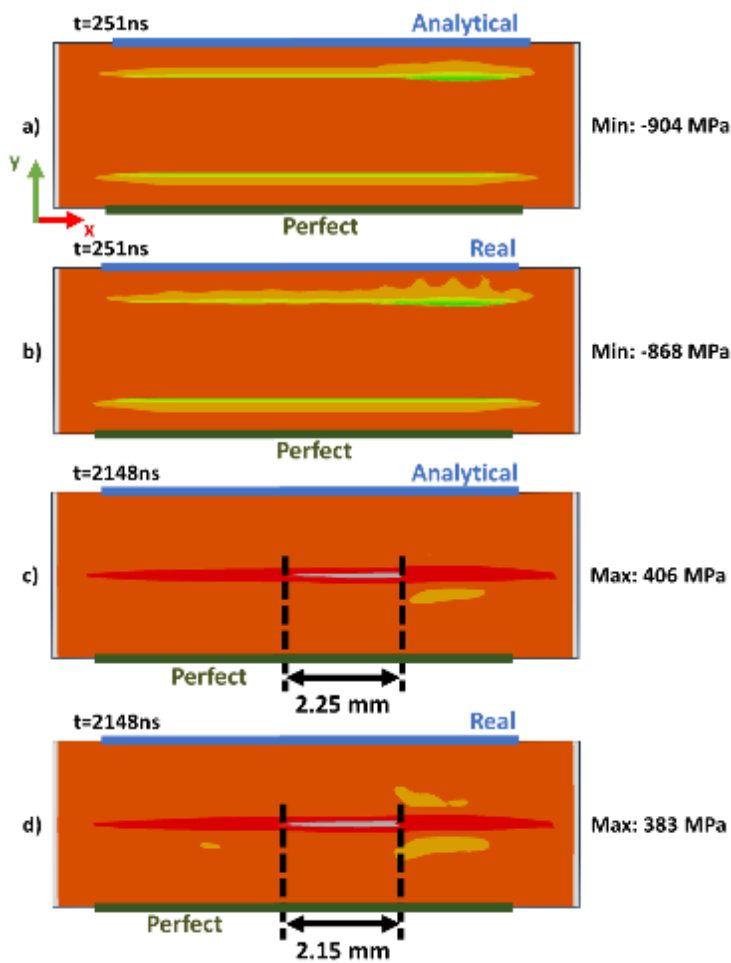 t=251ns Analytical
a) Min: -904 MPa
y
x
Perfect
t=251ns Real
b) Min: -868 MPa
Perfect
t=2148ns Analytical
c) Max: 406 MPa
Perfect
2.25 mm
t=2148ns Real
d) Max: 383 MPa
Perfect
2.15 mm